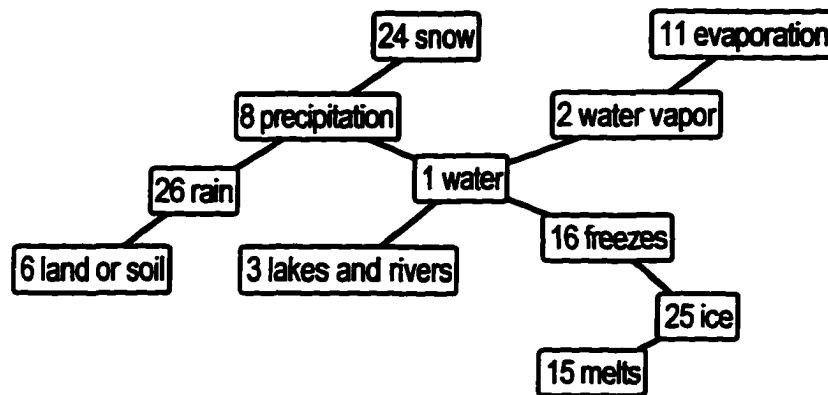 24 snow
11 evaporation
8 precipitation
2 water vapor
1 water
26 rain
16 freezes
6 land or soil
3 lakes and rivers
25 ice
15 melts